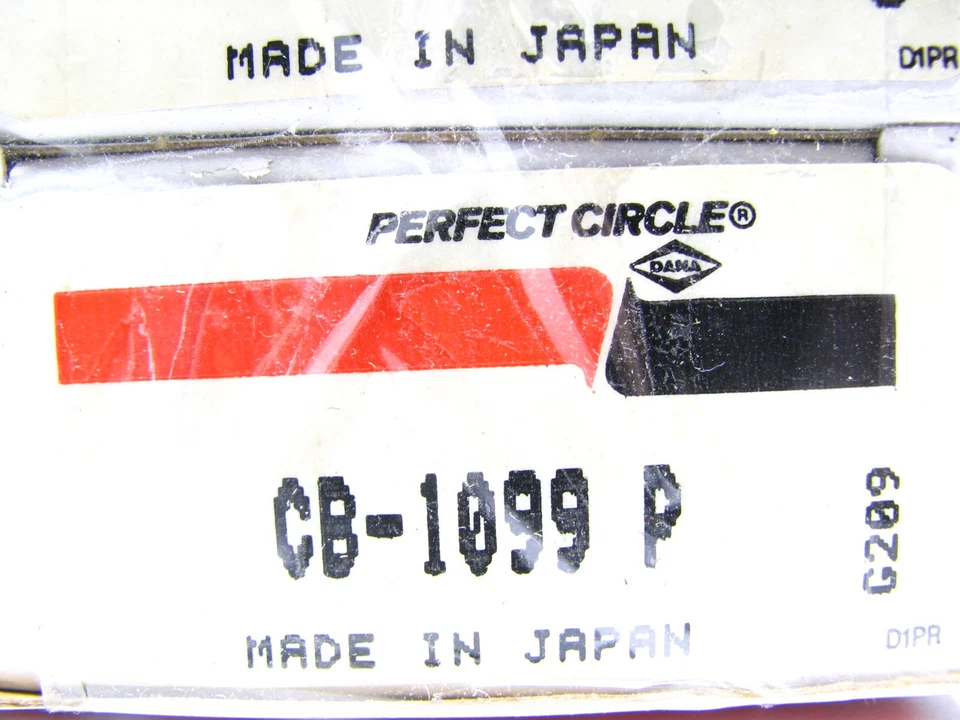 MADE IN JAPAN
D1PR
PERFECT CIRCLE®
DANA
CB-1099 P
G209
MADE IN JAPAN
D1PR